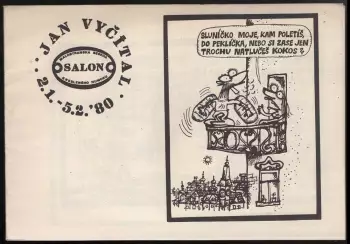 JAN VYČÍTAL
SALON
2.1.-5.2.'80
SLUNÍČKO MOJE, KAM POLETÍŠ,
DO PEKLÍČKA, NEBO SI ZASE JEN
TROCHU NATLUČEŠ KOKOS?